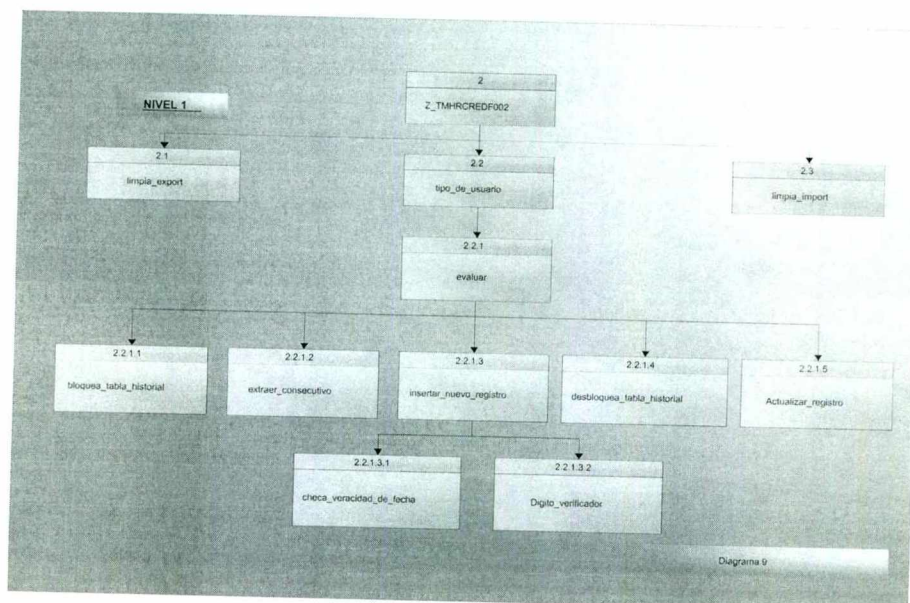 2
NIVEL 1
Z_TMHRCREDF002
2.1
2.2
2.3
limpia_export
tipo_de_usuario
limpia_import
2.2.1
evaluar
2.2.1.1
2.2.1.2
2.2.1.3
2.2.1.4
2.2.1.5
bloquea_tabla_historial
extraer_consecutivo
insertar_nuevo_registro
desbloquea_tabla_historial
Actualizar_registro
2.2.1.3.1
2.2.1.3.2
checa_veracidad_de_fecha
Digito_verificador
Diagrama 9